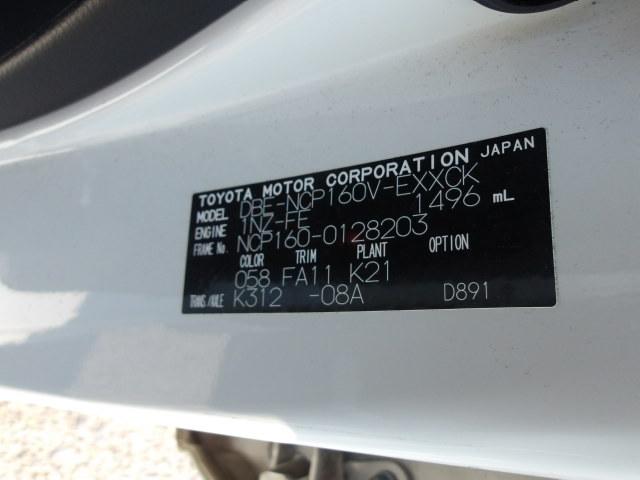 TOYOTA MOTOR CORPORATION JAPAN
MODEL DBE-NCP160V-EXXCK
ENGINE 1NZ-FE 1496 mL
FRAME No. NCP160-0128203
COLOR TRIM PLANT OPTION
058 FA11 K21
TRANS/AXLE K312 -08A D891